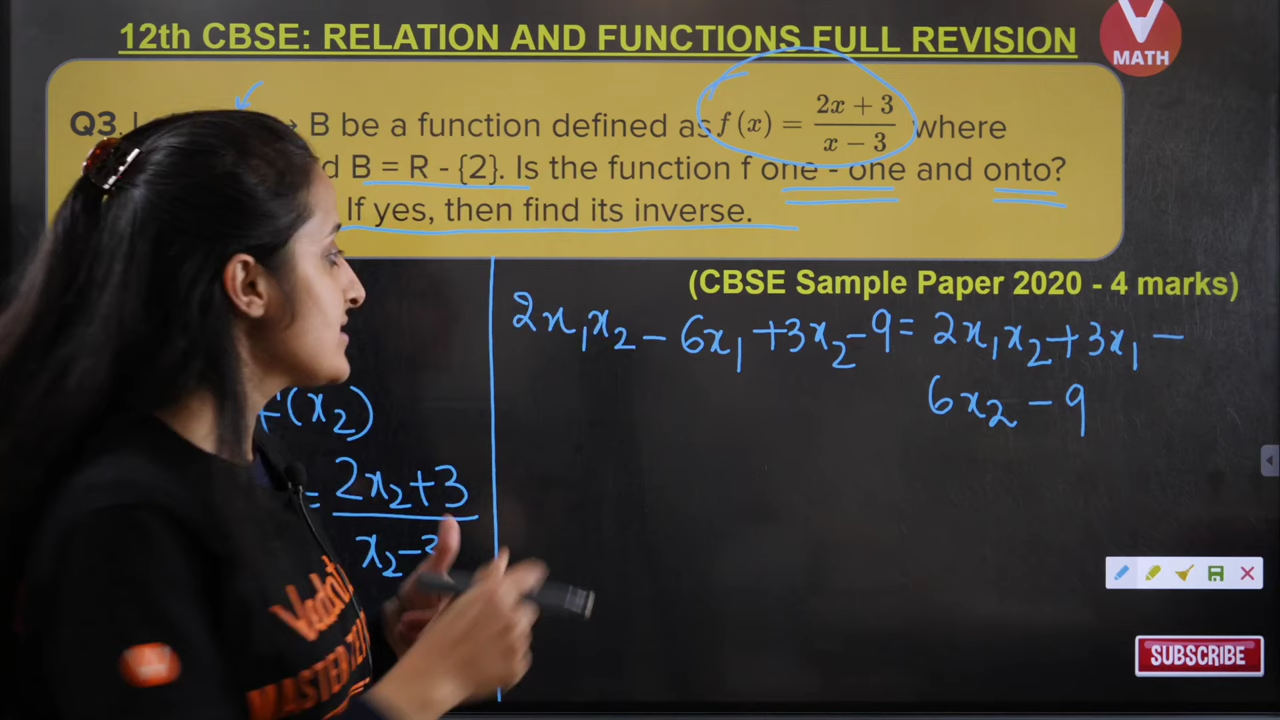 12th CBSE: RELATION AND FUNCTIONS FULL REVISION
MATH
Q3. B be a function defined as f(x) = (2x + 3)/(x − 3) where
B = R - {2}. Is the function f one - one and onto?
If yes, then find its inverse.
(CBSE Sample Paper 2020 - 4 marks)
2x₁x₂ − 6x₁ + 3x₂ − 9 = 2x₁x₂ + 3x₁ −
6x₂ − 9
f(x₂)
= (2x₂ + 3)/(x₂ − 3)
MASTER
SUBSCRIBE